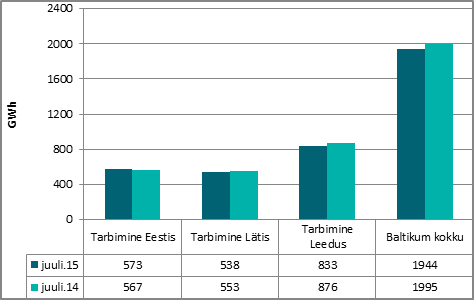 2400
2000
1600
1200
800
400
0
GWh
Tarbimine Eestis Tarbimine Lätis Tarbimine Leedus Baltikum kokku
juuli.15 573 538 833 1944
juuli.14 567 553 876 1995